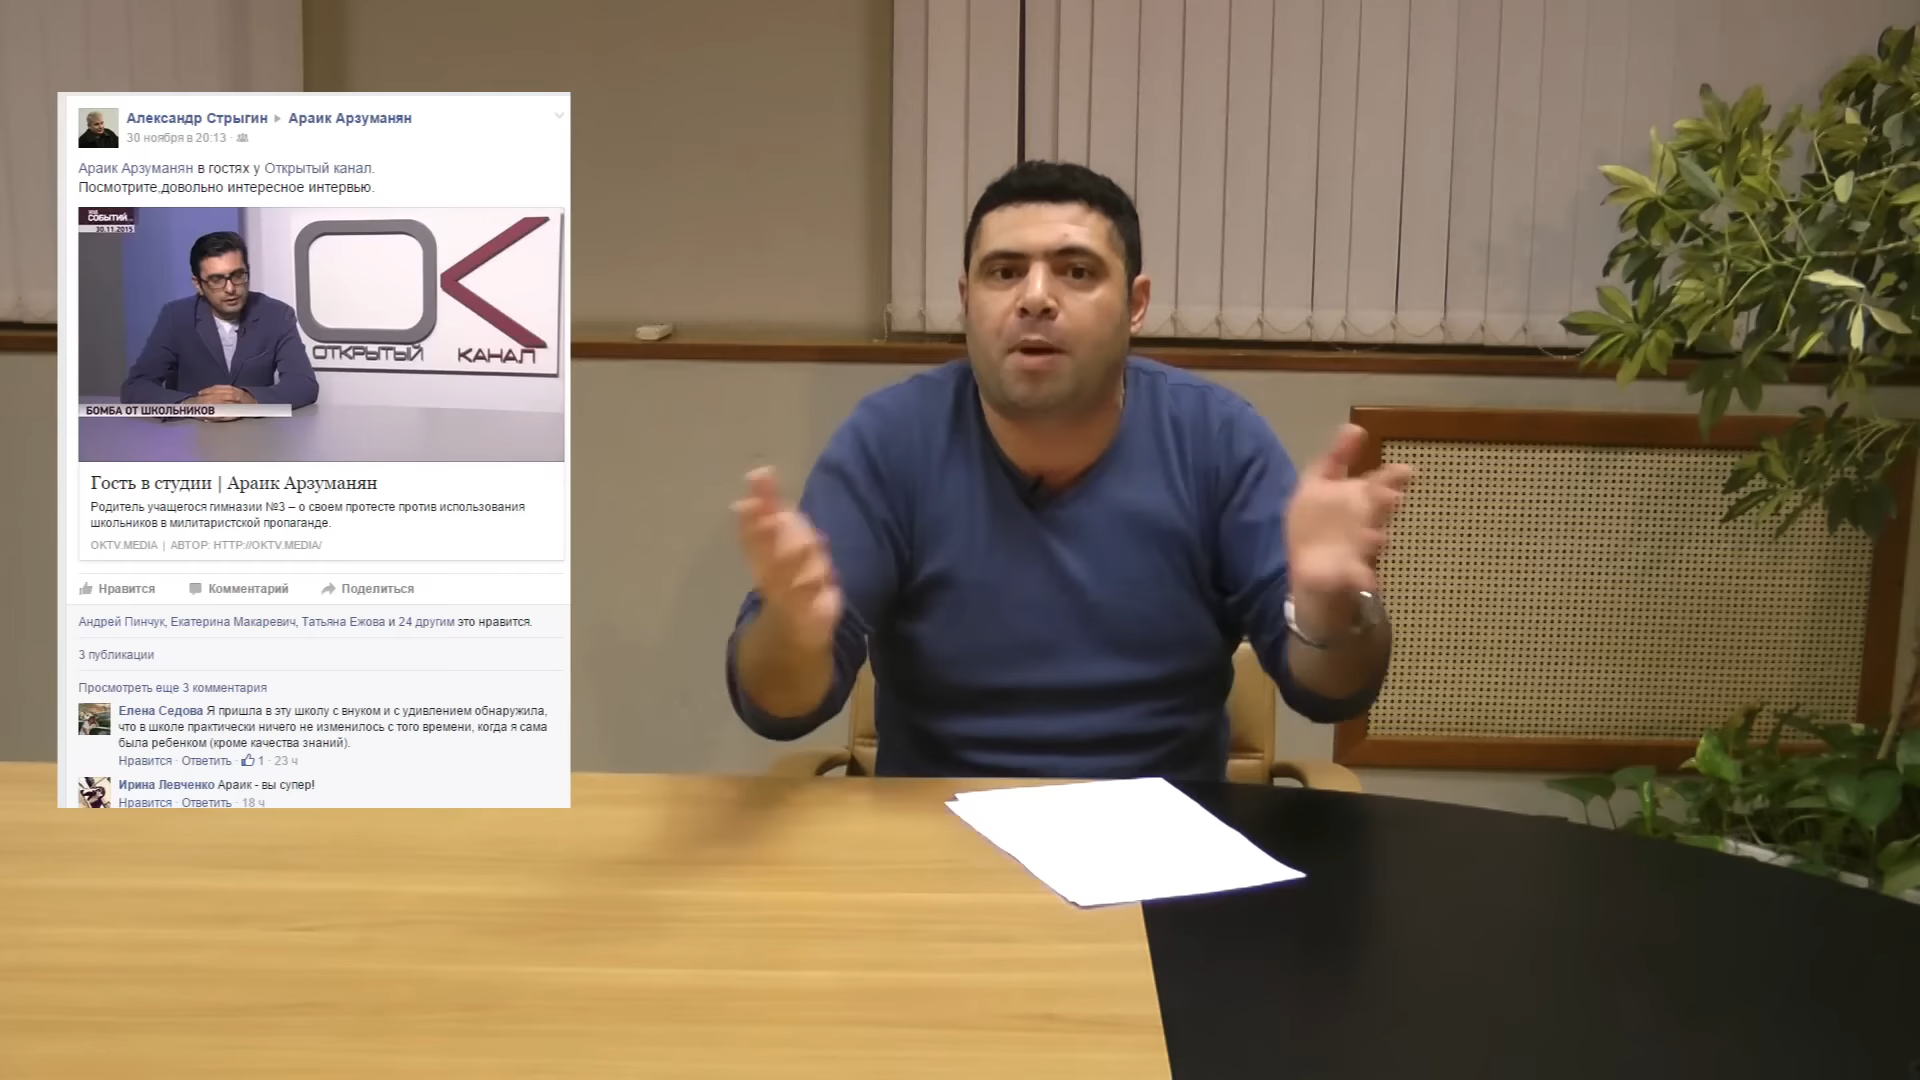 Александр Стрыгин ▸ Араик Арзуманян
30 ноября в 20:13 ·
Араик Арзуманян в гостях у Открытый канал.
Посмотрите,довольно интересное интервью.
СОБЫТИЙ
30.11.2015
ОК
ОТКРЫТЫЙ КАНАЛ
БОМБА ОТ ШКОЛЬНИКОВ
Гость в студии | Араик Арзуманян
Родитель учащегося гимназии №3 – о своем протесте против использования
школьников в милитаристской пропаганде.
OKTV.MEDIA | АВТОР: HTTP://OKTV.MEDIA/
Нравится Комментарий Поделиться
Андрей Пинчук, Екатерина Макаревич, Татьяна Ежова и 24 другим это нравится.
3 публикации
Просмотреть еще 3 комментария
Елена Седова Я пришла в эту школу с внуком и с удивлением обнаружила,
что в школе практически ничего не изменилось с того времени, когда я сама
была ребенком (кроме качества знаний).
Нравится · Ответить · 1 · 23 ч
Ирина Левченко Араик - вы супер!
Нравится · Ответить · 18 ч